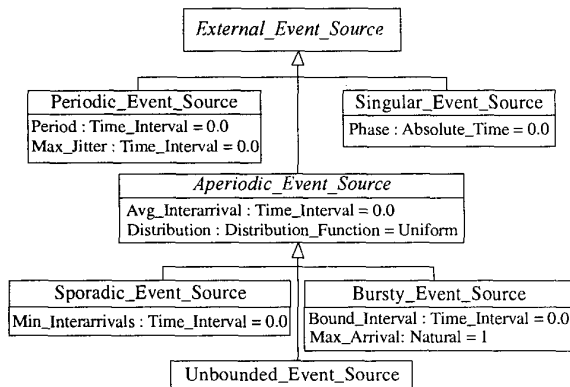 External_Event_Source
Periodic_Event_Source
Period : Time_Interval = 0.0
Max_Jitter : Time_Interval = 0.0
Singular_Event_Source
Phase : Absolute_Time = 0.0
Aperiodic_Event_Source
Avg_Interarrival : Time_Interval = 0.0
Distribution : Distribution_Function = Uniform
Sporadic_Event_Source
Min_Interarrivals : Time_Interval = 0.0
Bursty_Event_Source
Bound_Interval : Time_Interval = 0.0
Max_Arrival: Natural = 1
Unbounded_Event_Source